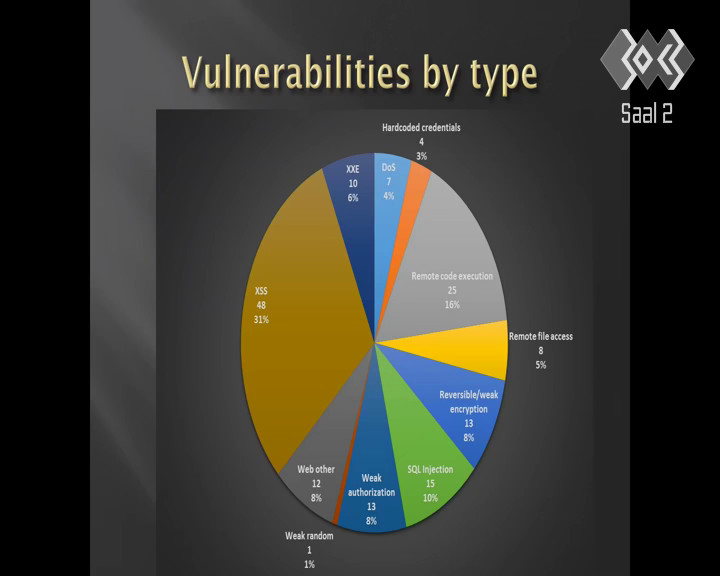 Vulnerabilities by type
Saal 2
Hardcoded credentials
4
3%
DoS
7
4%
XXE
10
6%
Remote code execution
25
16%
XSS
48
31%
Remote file access
8
5%
Reversible/weak
encryption
13
8%
SQL Injection
15
10%
Web other
12
8%
Weak
authorization
13
8%
Weak random
1
1%